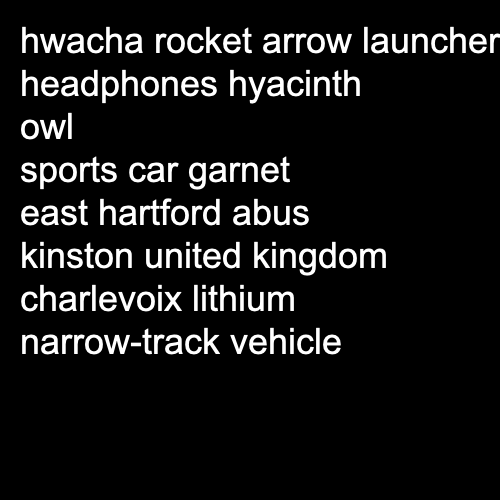 hwacha rocket arrow launcher
headphones hyacinth
owl
sports car garnet
east hartford abus
kinston united kingdom
charlevoix lithium
narrow-track vehicle